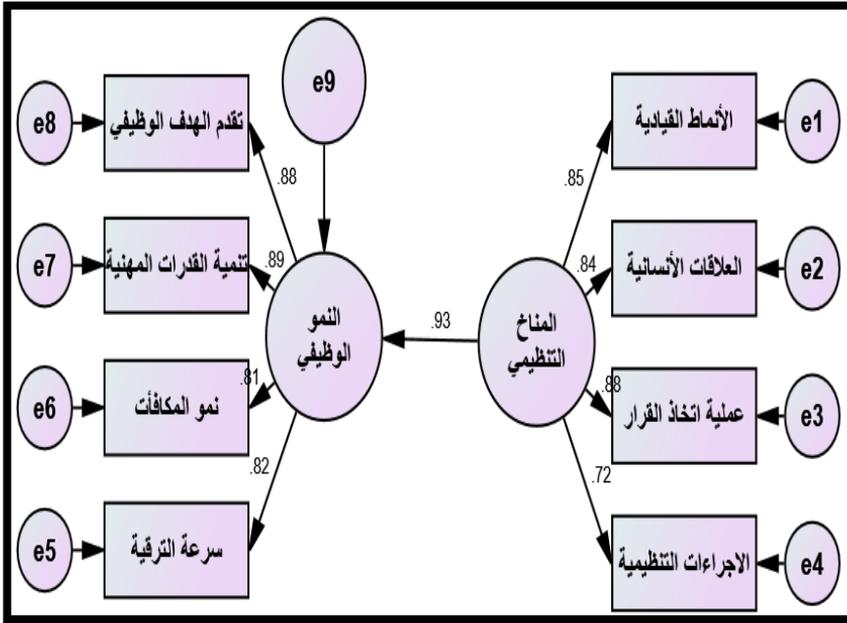 e9
الأنماط القيادية
e1
.85
العلاقات الأنسانية
e2
.84
عملية اتخاذ القرار
e3
.88
الاجراءات التنظيمية
e4
.72
المناخ
التنظيمي
.93
النمو
الوظيفي
تقدم الهدف الوظيفي
e8
.88
تنمية القدرات المهنية
e7
.89
نمو المكافأت
e6
.81
سرعة الترقية
e5
.82